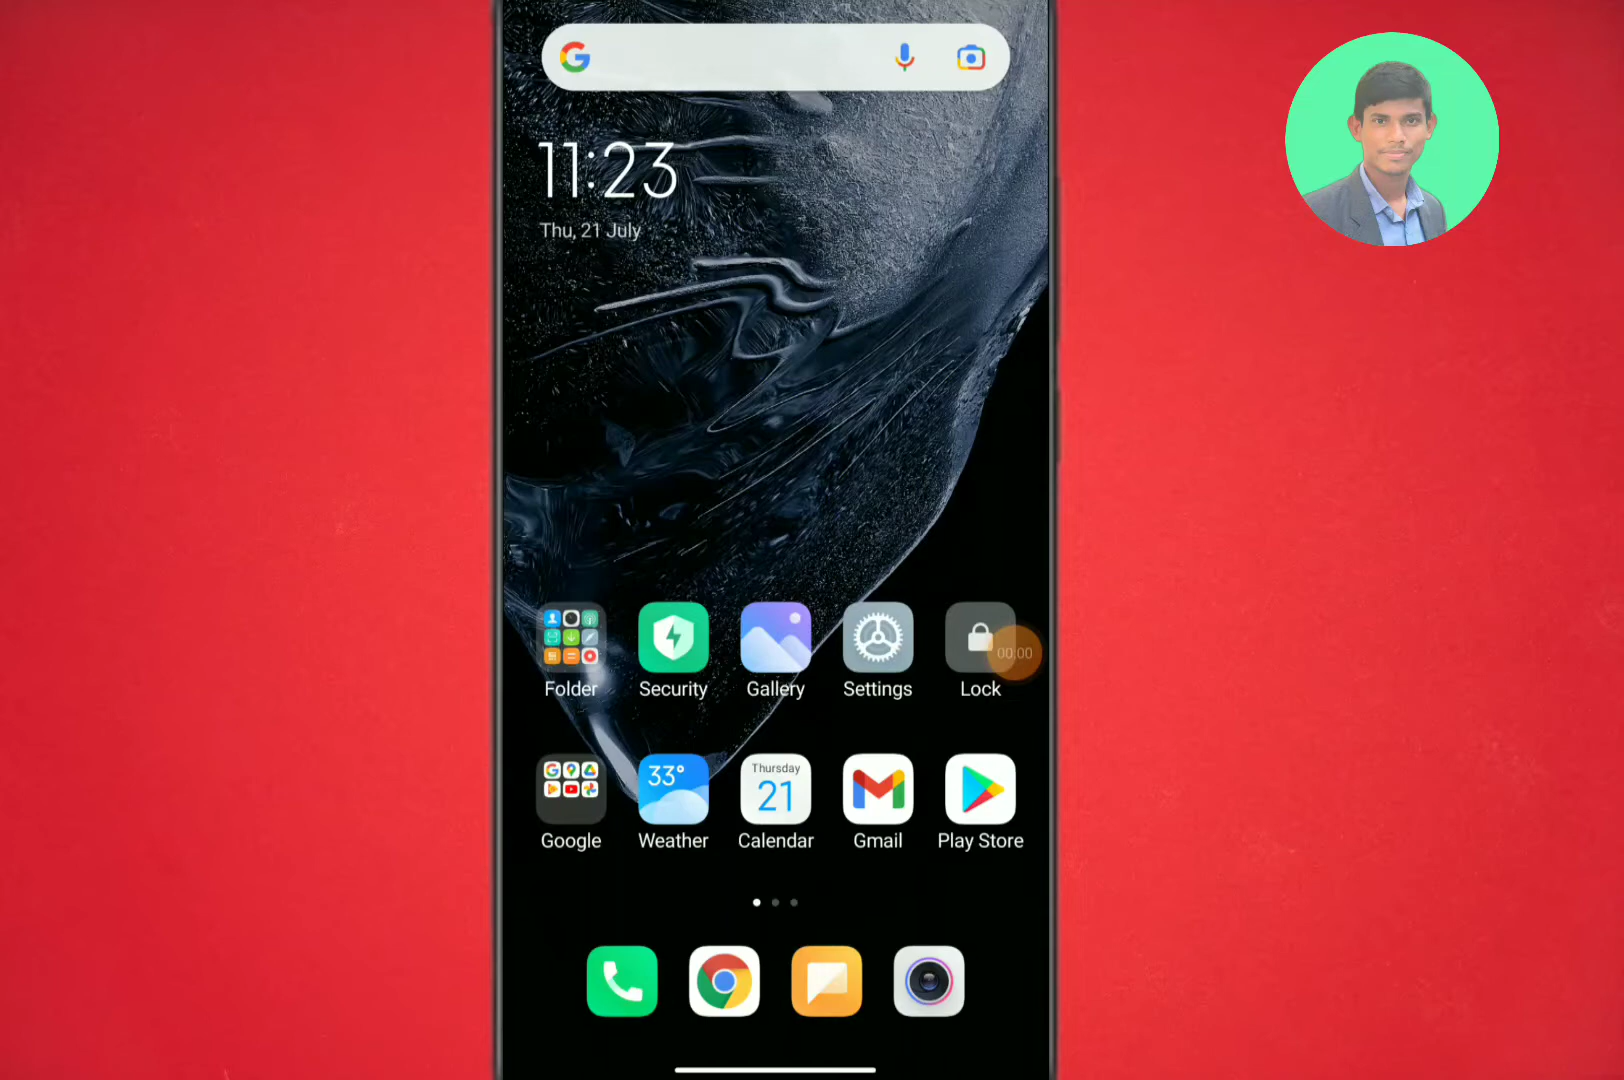 11:23
Thu, 21 July
00:00
Folder
Security
Gallery
Settings
Lock
33°
Thursday
21
Google
Weather
Calendar
Gmail
Play Store